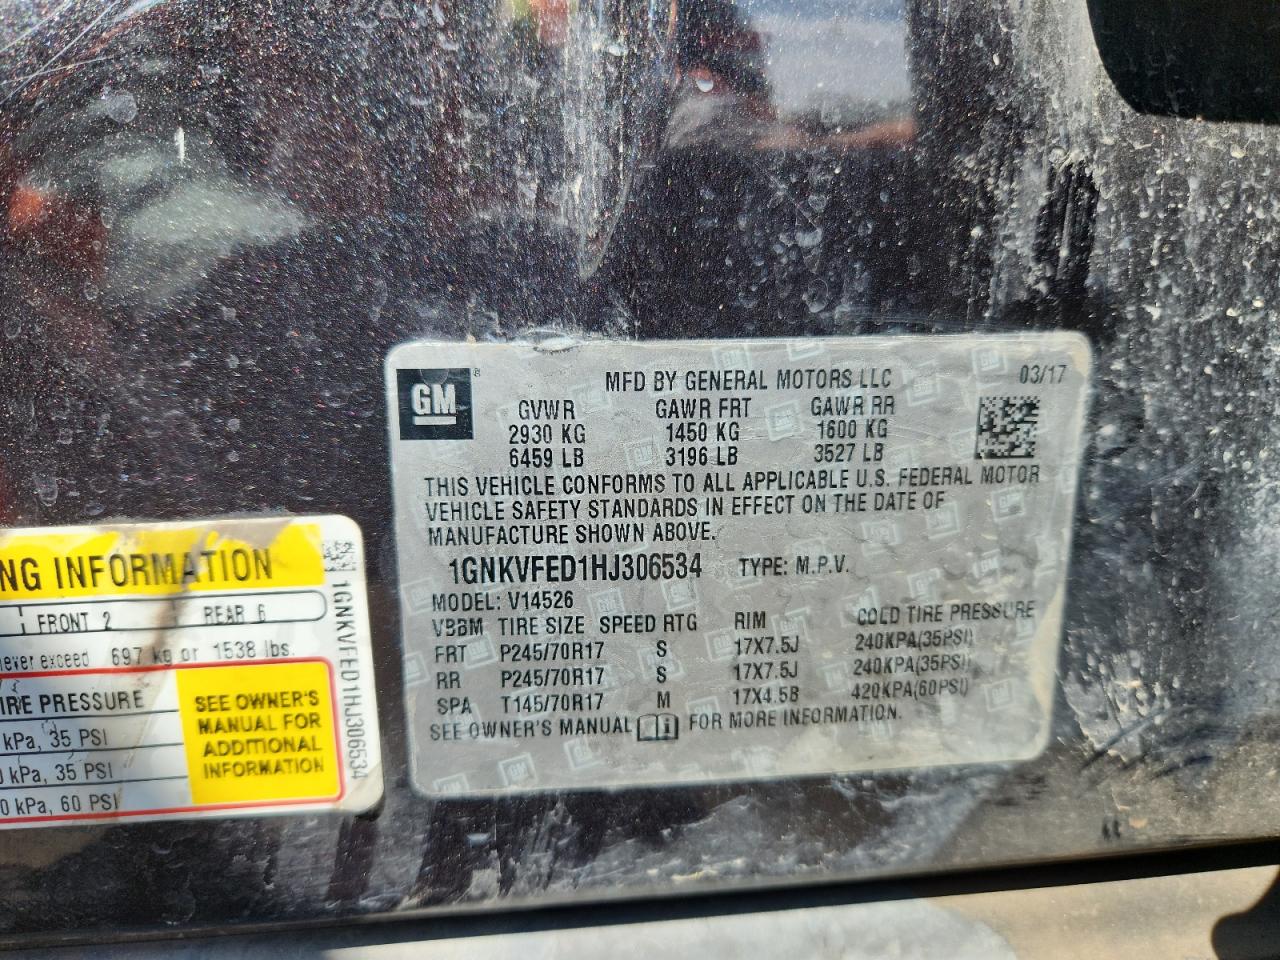 GM
MFD BY GENERAL MOTORS LLC 03/17
GVWR GAWR FRT GAWR RR
2930 KG 1450 KG 1600 KG
6459 LB 3196 LB 3527 LB
THIS VEHICLE CONFORMS TO ALL APPLICABLE U.S. FEDERAL MOTOR
VEHICLE SAFETY STANDARDS IN EFFECT ON THE DATE OF
MANUFACTURE SHOWN ABOVE.
1GNKVFED1HJ306534 TYPE: M.P.V.
MODEL: V14526
VBBM TIRE SIZE SPEED RTG RIM COLD TIRE PRESSURE
FRT P245/70R17 S 17X7.5J 240KPA(35PSI)
RR P245/70R17 S 17X7.5J 240KPA(35PSI)
SPA T145/70R17 M 17X4.5B 420KPA(60PSI)
SEE OWNER'S MANUAL FOR MORE INFORMATION.
NG INFORMATION
FRONT 2 REAR 6
never exceed 697 kg or 1538 lbs.
IRE PRESSURE
kPa, 35 PSI
0 kPa, 35 PSI
0 kPa, 60 PSI
SEE OWNER'S
MANUAL FOR
ADDITIONAL
INFORMATION
1GNKVFED1HJ306534